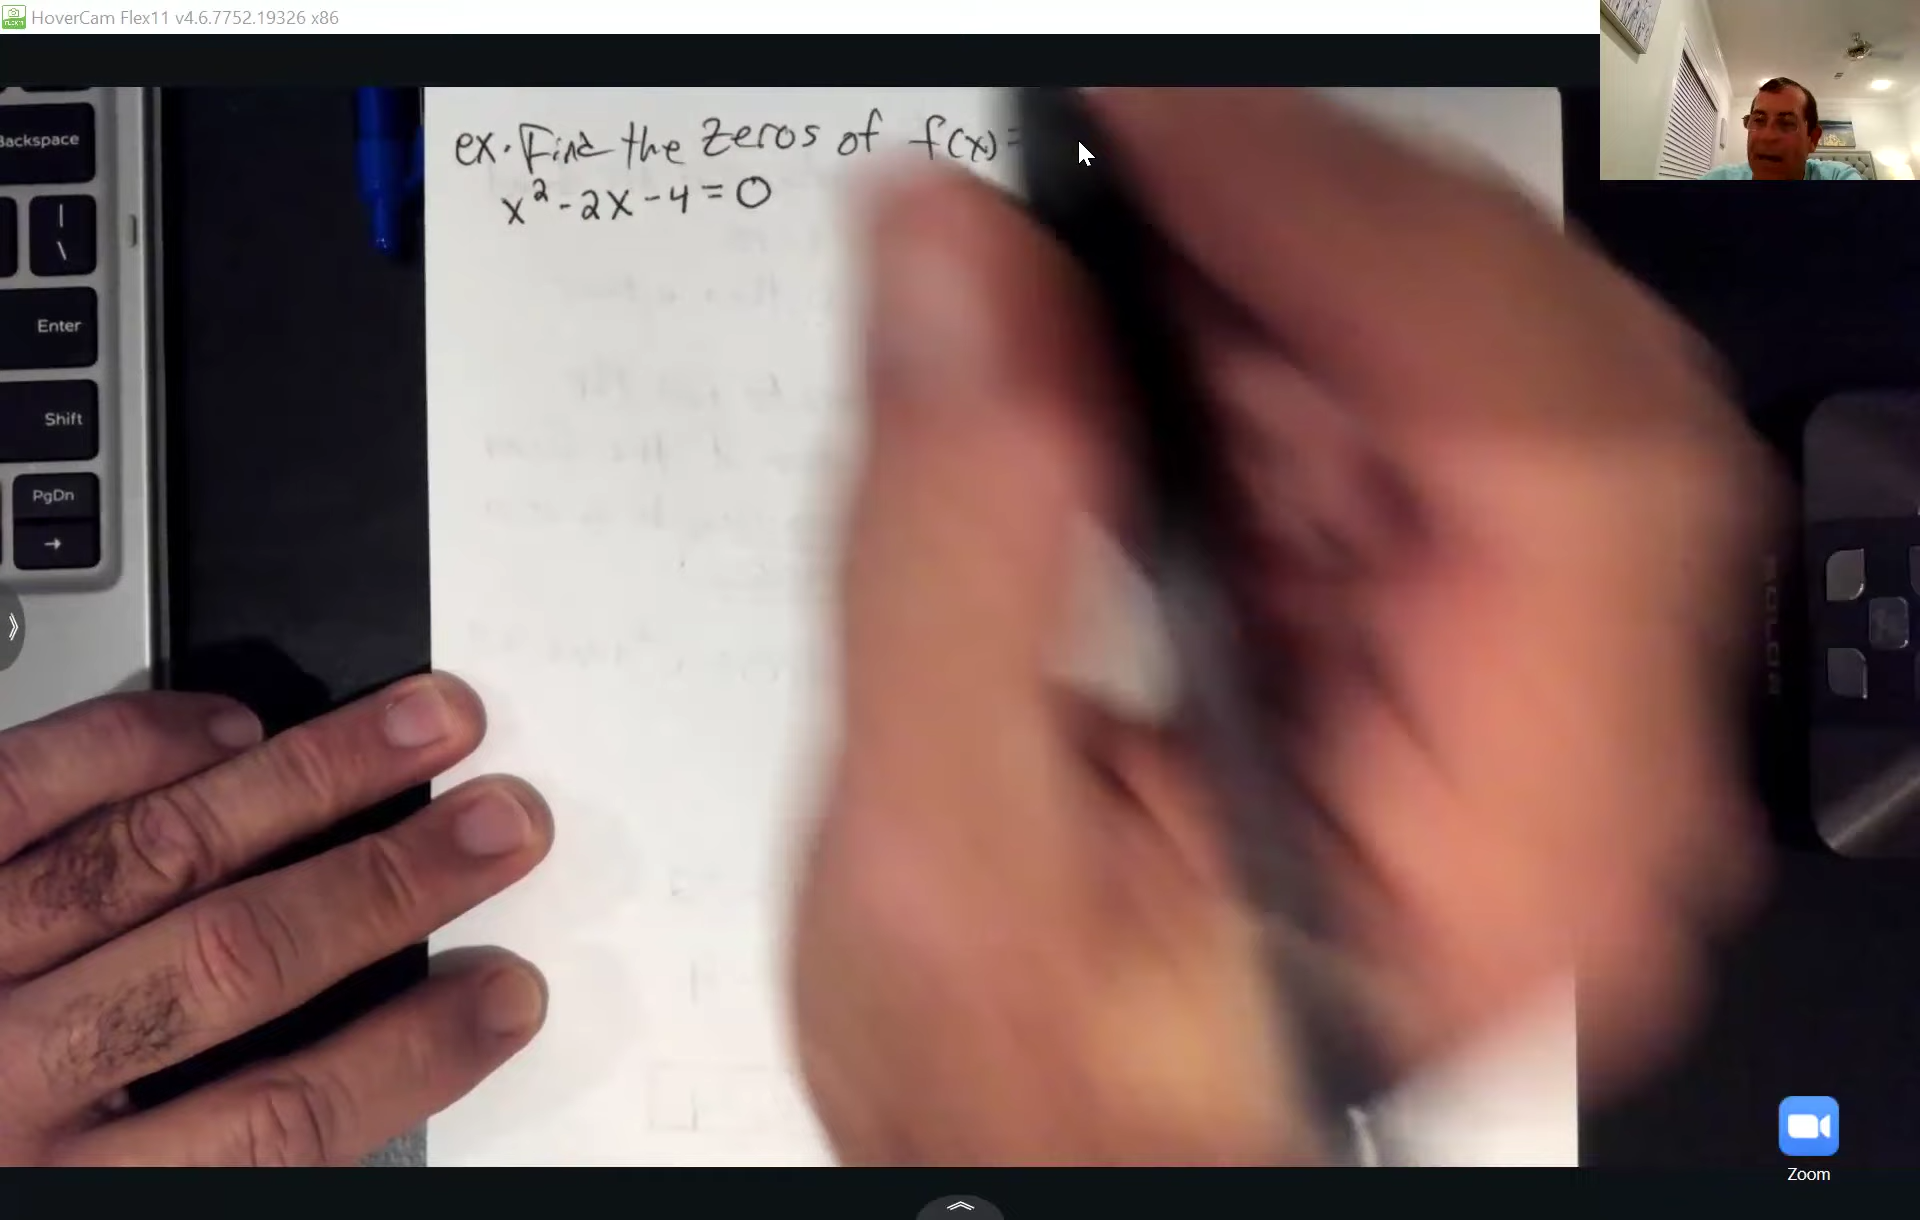 HoverCam Flex11 v4.6.7752.19326 x86
Backspace
|
\
Enter
Shift
PgDn
→
ex. Find the zeros of f(x)=
x² - 2x - 4 = 0
Zoom